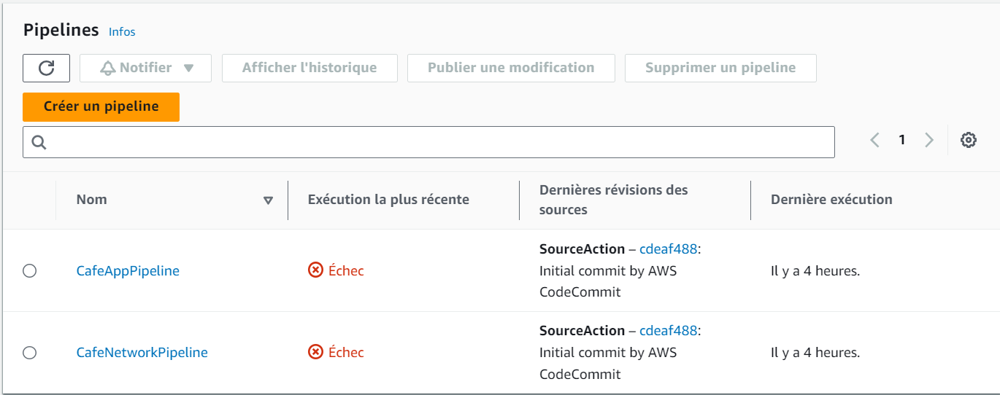 Pipelines Infos
Notifier Afficher l'historique Publier une modification Supprimer un pipeline
Créer un pipeline
1
Nom Exécution la plus récente Dernières révisions des sources Dernière exécution
SourceAction – cdeaf488:
CafeAppPipeline Échec Initial commit by AWS Il y a 4 heures.
CodeCommit
SourceAction – cdeaf488:
CafeNetworkPipeline Échec Initial commit by AWS Il y a 4 heures.
CodeCommit